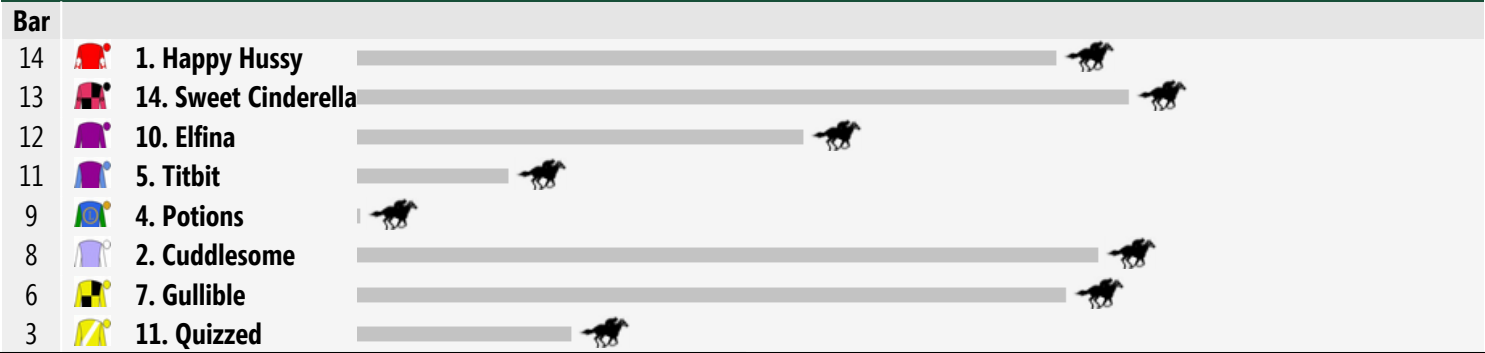 Bar
14 1. Happy Hussy
13 14. Sweet Cinderella
12 10. Elfina
11 5. Titbit
9 4. Potions
8 2. Cuddlesome
6 7. Gullible
3 11. Quizzed